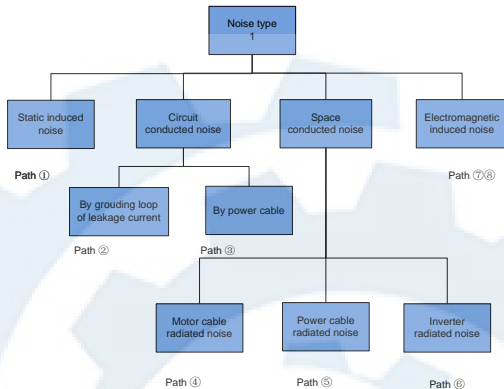 Noise type
1
Static induced
noise
Circuit
conducted noise
Space
conducted noise
Electromagnetic
induced noise
Path ①
Path ⑦⑧
By grouding loop
of leakage current
By power cable
Path ②
Path ③
Motor cable
radiated noise
Power cable
radiated noise
Inverter
radiated noise
Path ④
Path ⑤
Path ⑥